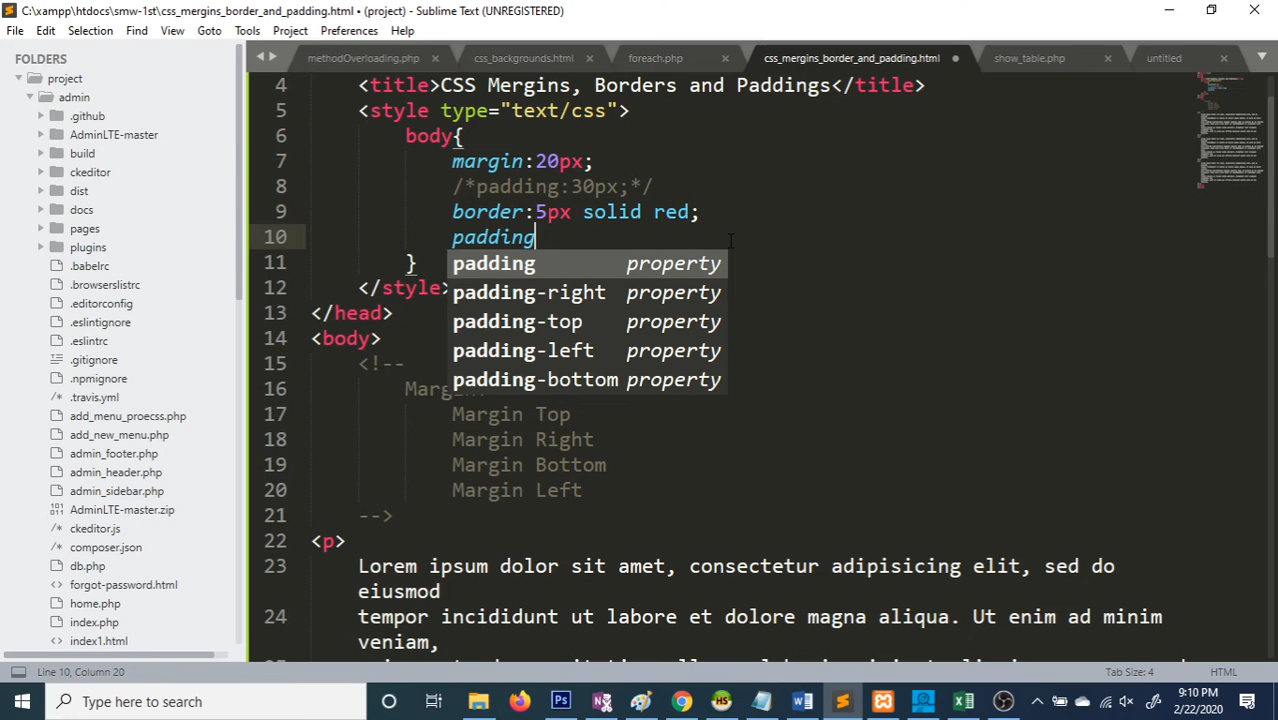 C:\xampp\htdocs\smw-1st\css_mergins_border_and_padding.html • (project) - Sublime Text (UNREGISTERED)
File Edit Selection Find View Goto Tools Project Preferences Help
FOLDERS
project
admin
.github
AdminLTE-master
build
ckeditor
dist
docs
pages
plugins
.babelrc
.browserslistrc
.editorconfig
.eslintignore
.eslintrc
.gitignore
.npmignore
.travis.yml
add_menu_proecss.php
add_new_menu.php
admin_footer.php
admin_header.php
admin_sidebar.php
AdminLTE-master.zip
ckeditor.js
composer.json
db.php
forgot-password.html
home.php
index.php
index1.html
methodOverloading.php css_backgrounds.html foreach.php css_mergins_border_and_padding.html show_table.php untitled
4 <title>CSS Mergins, Borders and Paddings</title>
5 <style type="text/css">
6 body{
7 margin:20px;
8 /*padding:30px;*/
9 border:5px solid red;
10 padding
padding property
padding-right property
padding-top property
padding-left property
padding-bottom property
11 }
12 </style>
13 </head>
14 <body>
15 <!--
16 Margin:
17 Margin Top
18 Margin Right
19 Margin Bottom
20 Margin Left
21 -->
22 <p>
23 Lorem ipsum dolor sit amet, consectetur adipisicing elit, sed do
eiusmod
24 tempor incididunt ut labore et dolore magna aliqua. Ut enim ad minim
veniam,
Line 10, Column 20 Tab Size: 4 HTML
Type here to search
9:10 PM
2/22/2020